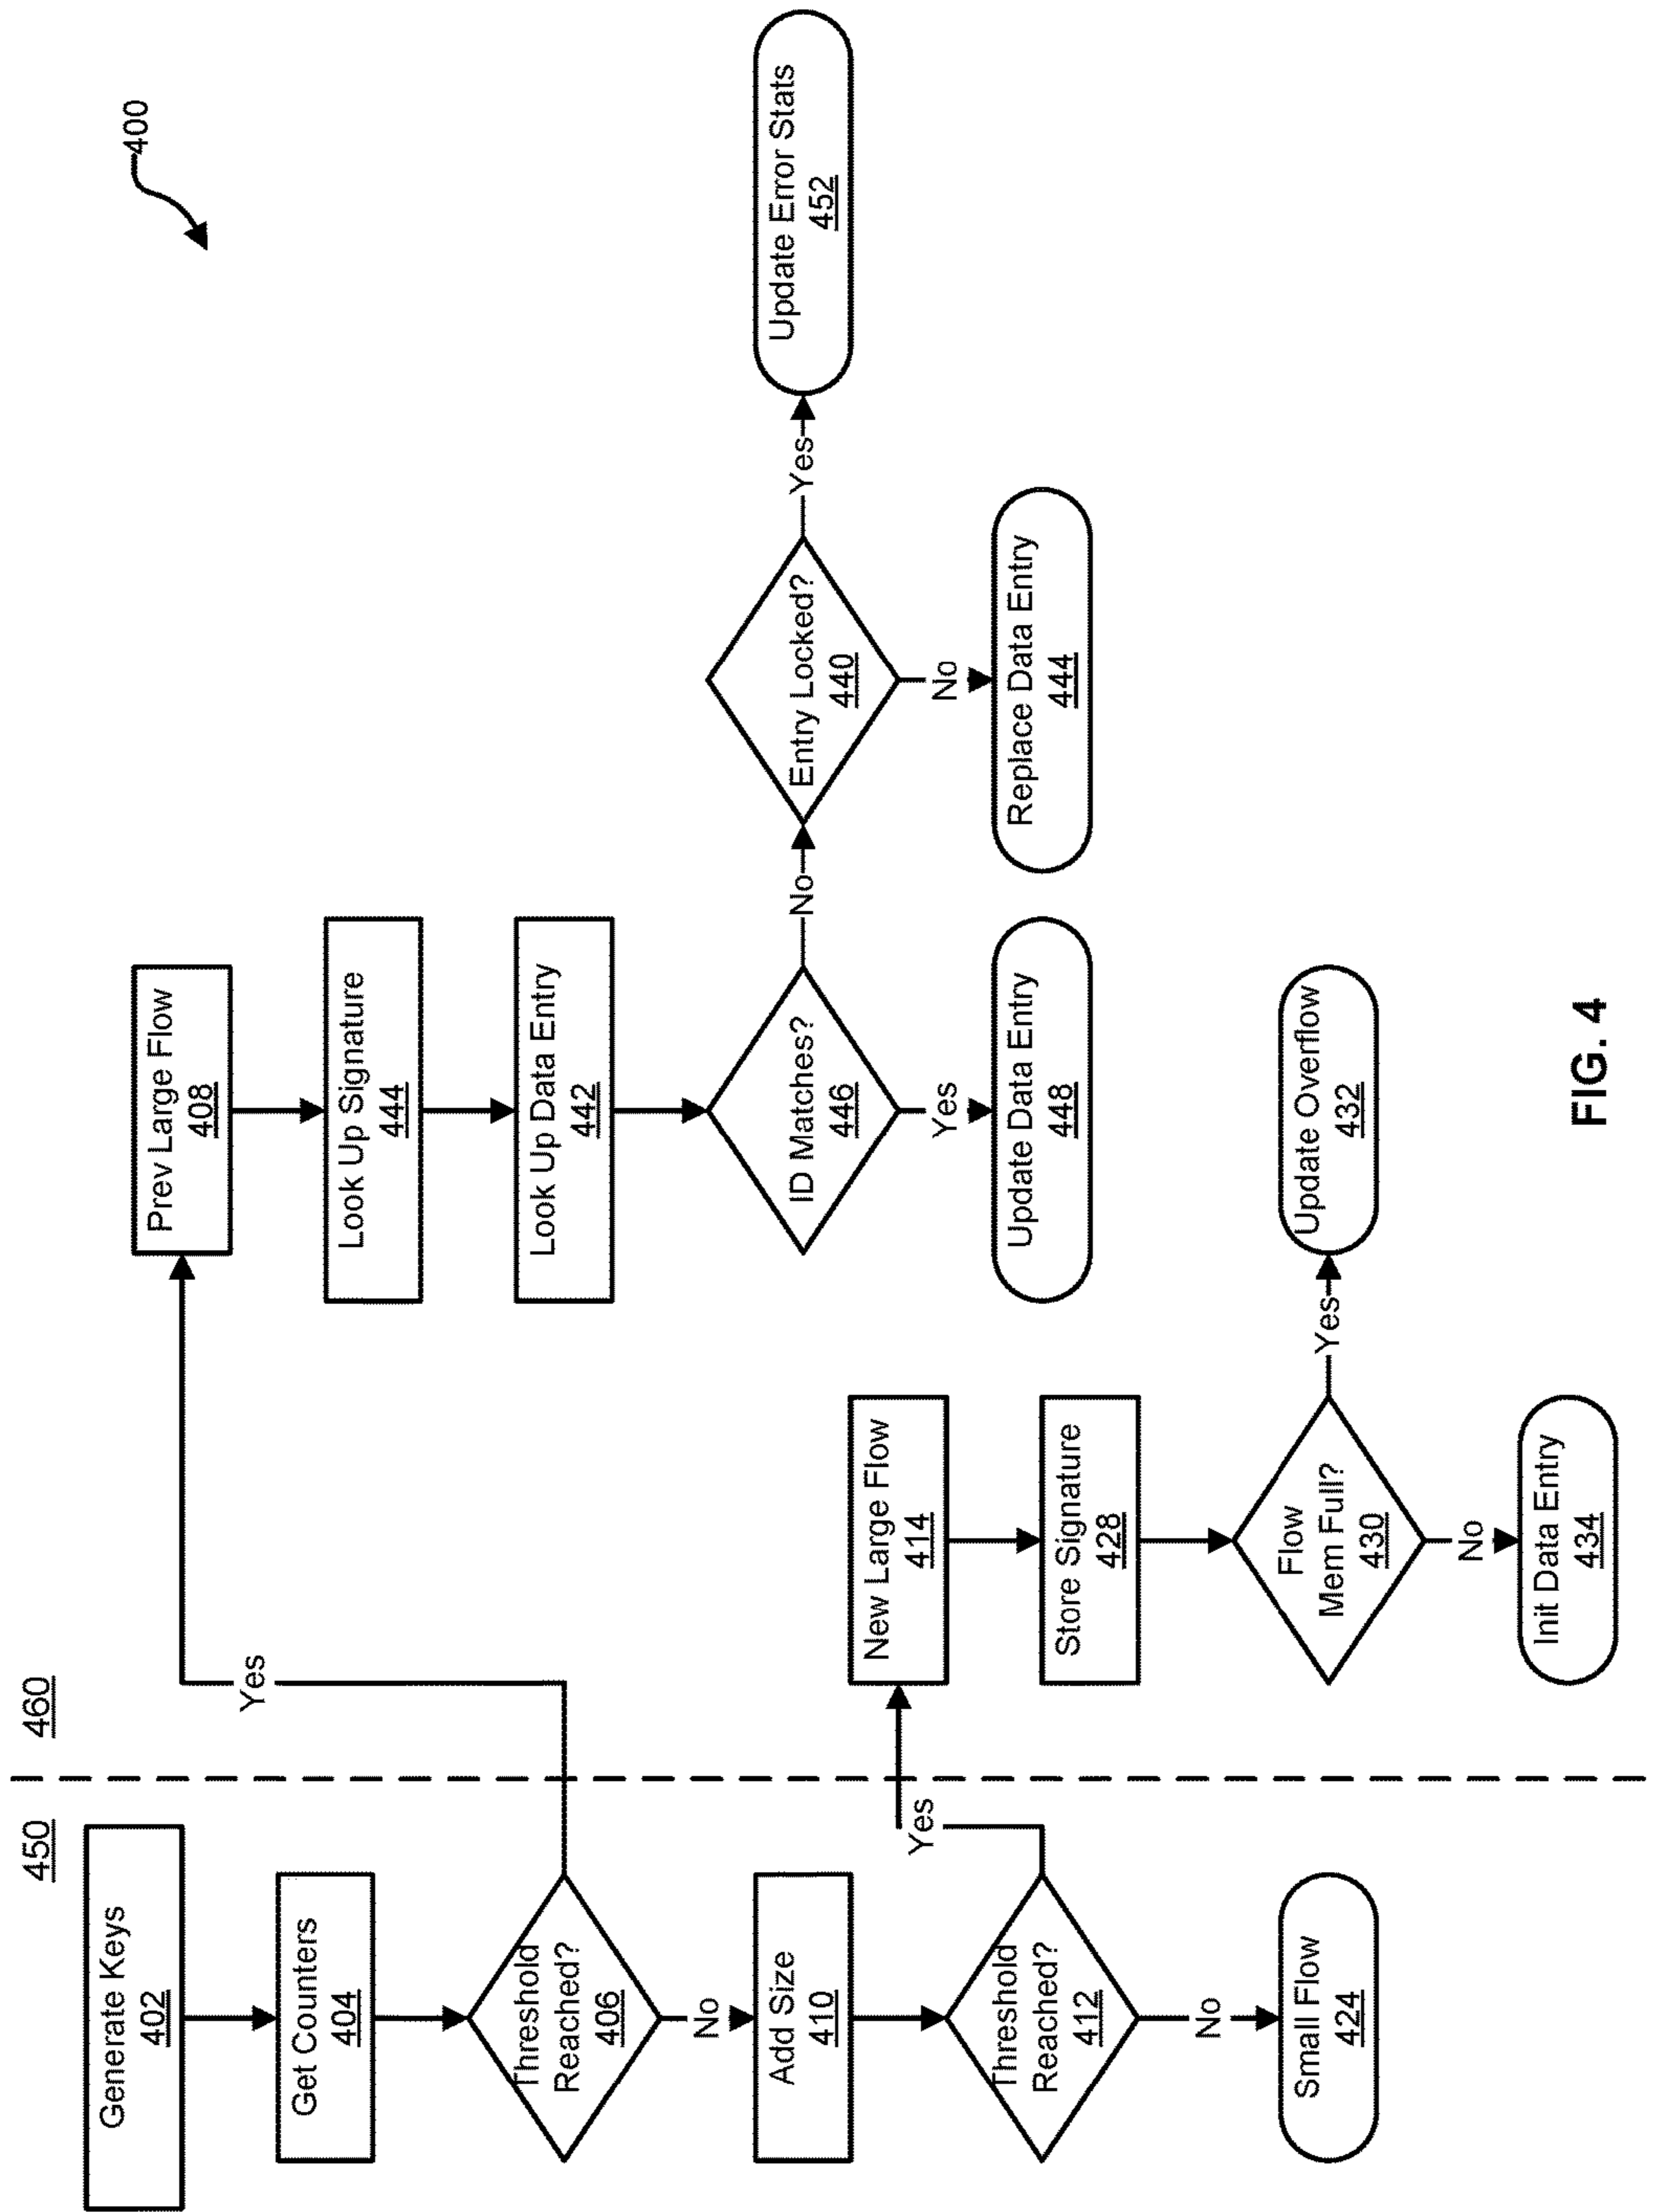 400
450
460
Generate Keys
402
Get Counters
404
Threshold
Reached?
406
Yes
No
Prev Large Flow
408
Look Up Signature
444
Look Up Data Entry
442
ID Matches?
446
No
Yes
Entry Locked?
440
Yes
No
Update Error Stats
452
Update Data Entry
448
Replace Data Entry
444
Add Size
410
Threshold
Reached?
412
Yes
No
Small Flow
424
New Large Flow
414
Store Signature
428
Flow
Mem Full?
430
Yes
No
Update Overflow
432
Init Data Entry
434
FIG. 4